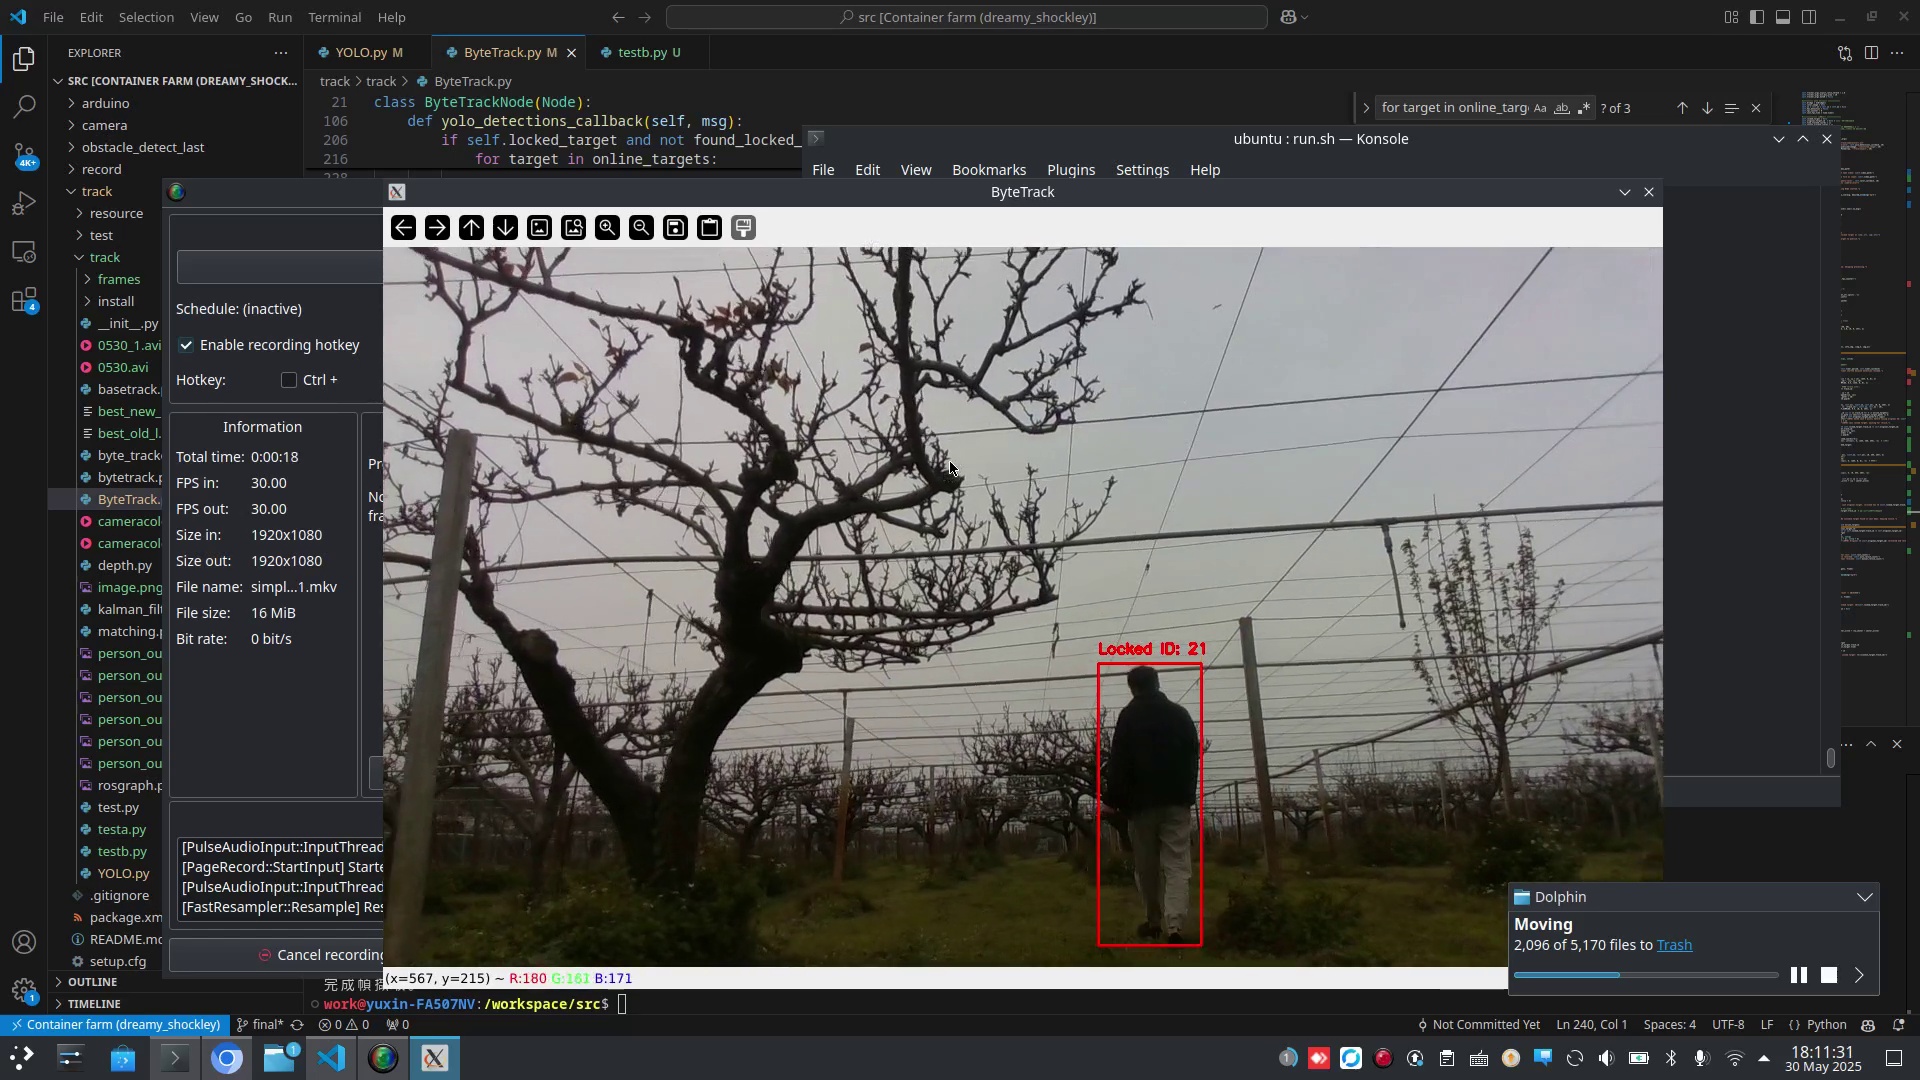 File Edit Selection View Go Run Terminal Help
src [Container farm (dreamy_shockley)]
EXPLORER
YOLO.py M
ByteTrack.py M
testb.py U
SRC [CONTAINER FARM (DREAMY_SHOCK...
track > track > ByteTrack.py
21 class ByteTrackNode(Node):
106 def yolo_detections_callback(self, msg):
206 if self.locked_target and not found_locked_
216 for target in online_targets:
for target in online_targ
Aa ab ? of 3
ubuntu : run.sh — Konsole
File Edit View Bookmarks Plugins Settings Help
ByteTrack
arduino
camera
obstacle_detect_last
record
track
resource
test
track
frames
install
__init__.py
0530_1.avi
0530.avi
basetrack.
best_new_
best_old_l.
byte_track
bytetrack.p
ByteTrack.
cameracol
cameracol
depth.py
image.png
kalman_filt
matching.p
person_ou
person_ou
person_ou
person_ou
person_ou
person_ou
rosgraph.p
test.py
testa.py
testb.py
YOLO.py
.gitignore
package.xm
README.md
setup.cfg
OUTLINE
TIMELINE
4K+
4
1
Schedule: (inactive)
Enable recording hotkey
Hotkey: Ctrl +
Information
Total time: 0:00:18
FPS in: 30.00
FPS out: 30.00
Size in: 1920x1080
Size out: 1920x1080
File name: simpl...1.mkv
File size: 16 MiB
Bit rate: 0 bit/s
Pr
No
fra
[PulseAudioInput::InputThread
[PageRecord::StartInput] Starte
[PulseAudioInput::InputThread
[FastResampler::Resample] Res
Cancel recording
Locked ID: 21
(x=567, y=215) ~ R:180 G:161 B:171
Dolphin
Moving
2,096 of 5,170 files to Trash
work@yuxin-FA507NV:/workspace/src$
Container farm (dreamy_shockley)
final*
0 0
0
Not Committed Yet
Ln 240, Col 1
Spaces: 4
UTF-8
LF
{} Python
1
1
18:11:31
30 May 2025